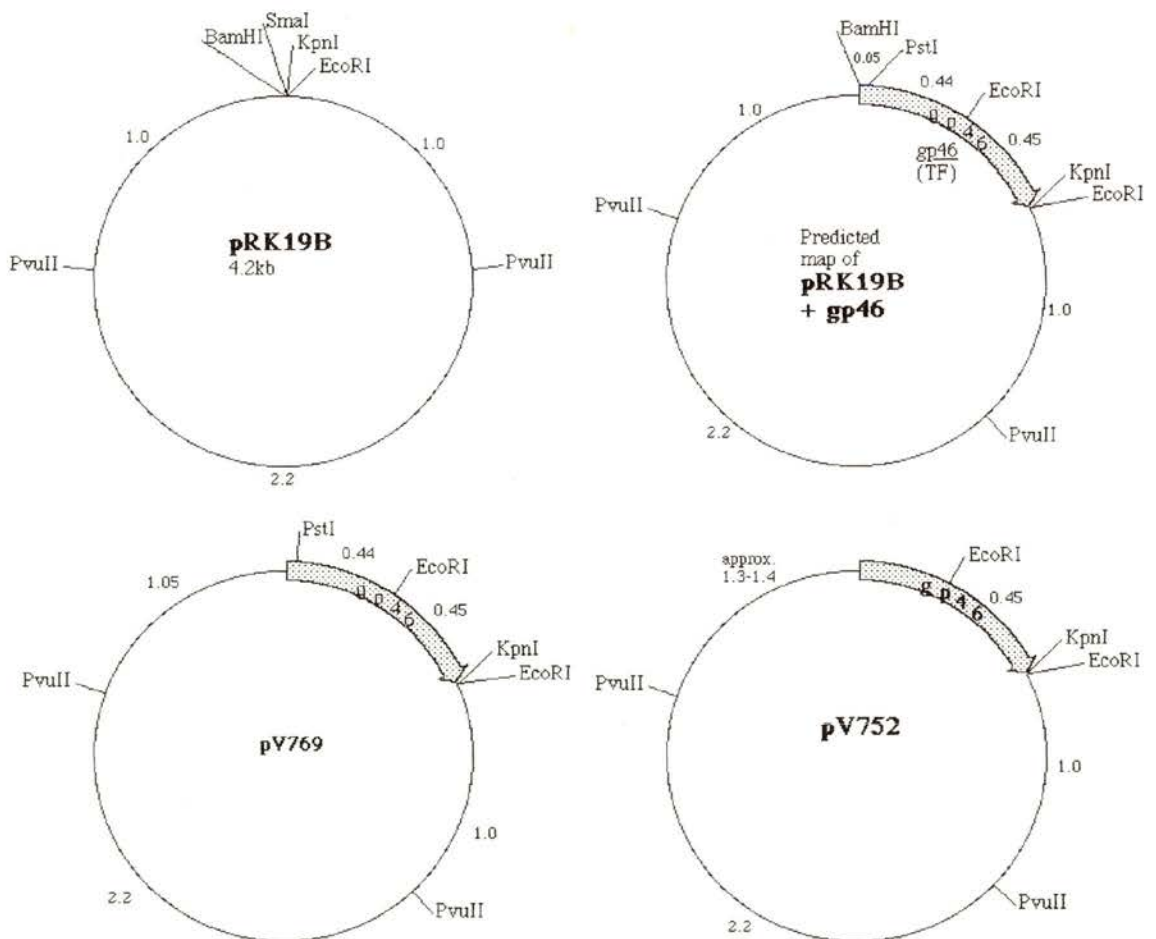 SmaI
BamHI
KpnI
EcoRI
1.0
1.0
pRK19B
4.2kb
PvuII
PvuII
2.2
BamHI
0.05
PstI
0.44
EcoRI
1.0
gp46
0.45
gp46
(TF)
KpnI
EcoRI
PvuII
Predicted
map of
pRK19B
+ gp46
1.0
2.2
PvuII
PstI
0.44
1.05
EcoRI
gp46
0.45
KpnI
EcoRI
PvuII
pV769
1.0
2.2
PvuII
approx.
1.3-1.4
EcoRI
gp46
0.45
KpnI
EcoRI
PvuII
pV752
1.0
2.2
PvuII